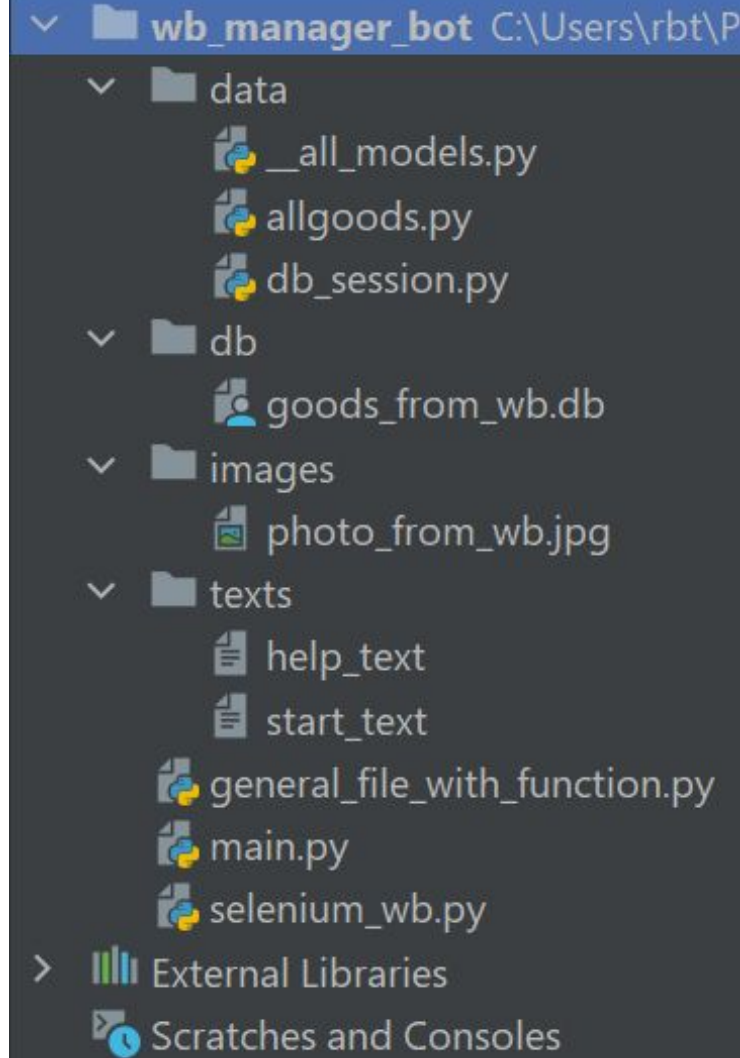 wb_manager_bot C:\Users\rbt\P
data
__all_models.py
allgoods.py
db_session.py
db
goods_from_wb.db
images
photo_from_wb.jpg
texts
help_text
start_text
general_file_with_function.py
main.py
selenium_wb.py
External Libraries
Scratches and Consoles